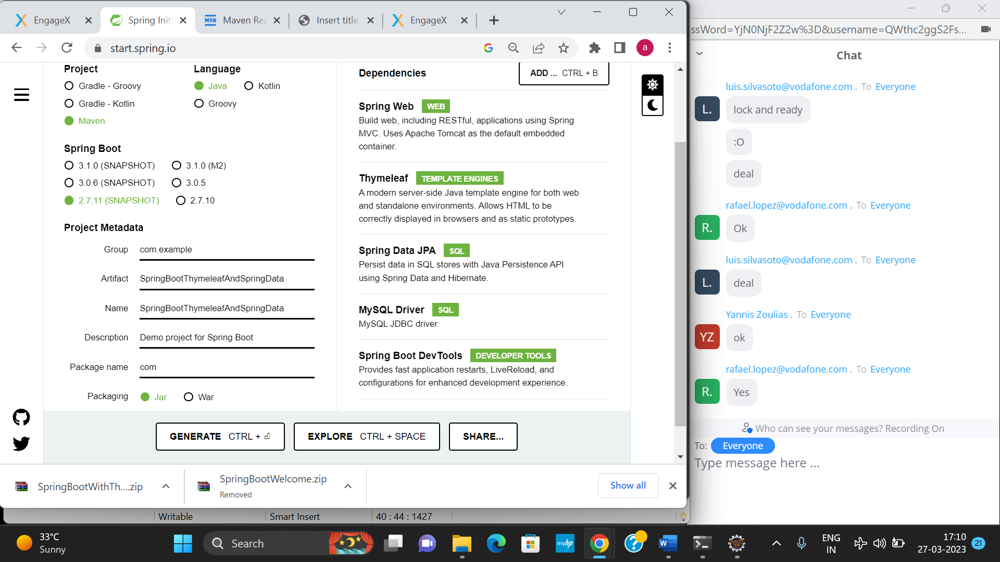 EngageX
Spring Initi
Maven Rep
Insert title
EngageX
start.spring.io
a
Project
Gradle - Groovy
Gradle - Kotlin
Maven
Language
Java
Kotlin
Groovy
Spring Boot
3.1.0 (SNAPSHOT)
3.1.0 (M2)
3.0.6 (SNAPSHOT)
3.0.5
2.7.11 (SNAPSHOT)
2.7.10
Project Metadata
Group com.example
Artifact SpringBootThymeleafAndSpringData
Name SpringBootThymeleafAndSpringData
Description Demo project for Spring Boot
Package name com
Packaging Jar War
Dependencies
ADD ... CTRL + B
Spring Web WEB
Build web, including RESTful, applications using Spring
MVC. Uses Apache Tomcat as the default embedded
container.
Thymeleaf TEMPLATE ENGINES
A modern server-side Java template engine for both web
and standalone environments. Allows HTML to be
correctly displayed in browsers and as static prototypes.
Spring Data JPA SQL
Persist data in SQL stores with Java Persistence API
using Spring Data and Hibernate.
MySQL Driver SQL
MySQL JDBC driver.
Spring Boot DevTools DEVELOPER TOOLS
Provides fast application restarts, LiveReload, and
configurations for enhanced development experience.
GENERATE CTRL + ⏎
EXPLORE CTRL + SPACE
SHARE...
SpringBootWithTh....zip
SpringBootWelcome.zip
Removed
Show all
Writable
Smart Insert
40 : 44 : 1427
ssWord=YjN0NjF2Z2w%3D&username=QWthc2ggS2Fs...
Chat
luis.silvasoto@vodafone.com . To Everyone
L.
lock and ready
:O
deal
rafael.lopez@vodafone.com . To Everyone
R.
Ok
luis.silvasoto@vodafone.com . To Everyone
L.
deal
Yannis Zoulias . To Everyone
YZ
ok
rafael.lopez@vodafone.com . To Everyone
R.
Yes
Who can see your messages? Recording On
To: Everyone
Type message here ...
33°C
Sunny
Search
myhp
ENG
IN
17:10
27-03-2023
21